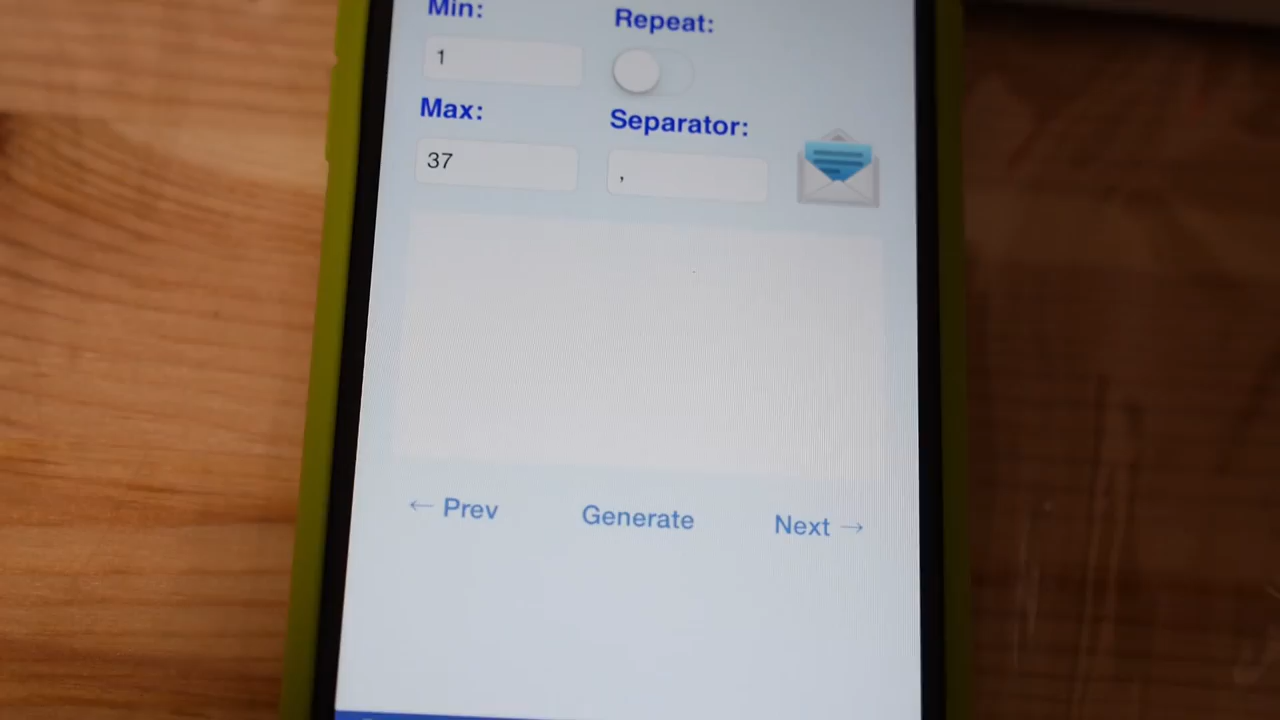 Min:
Repeat:
1
Max:
Separator:
37
,
← Prev
Generate
Next →